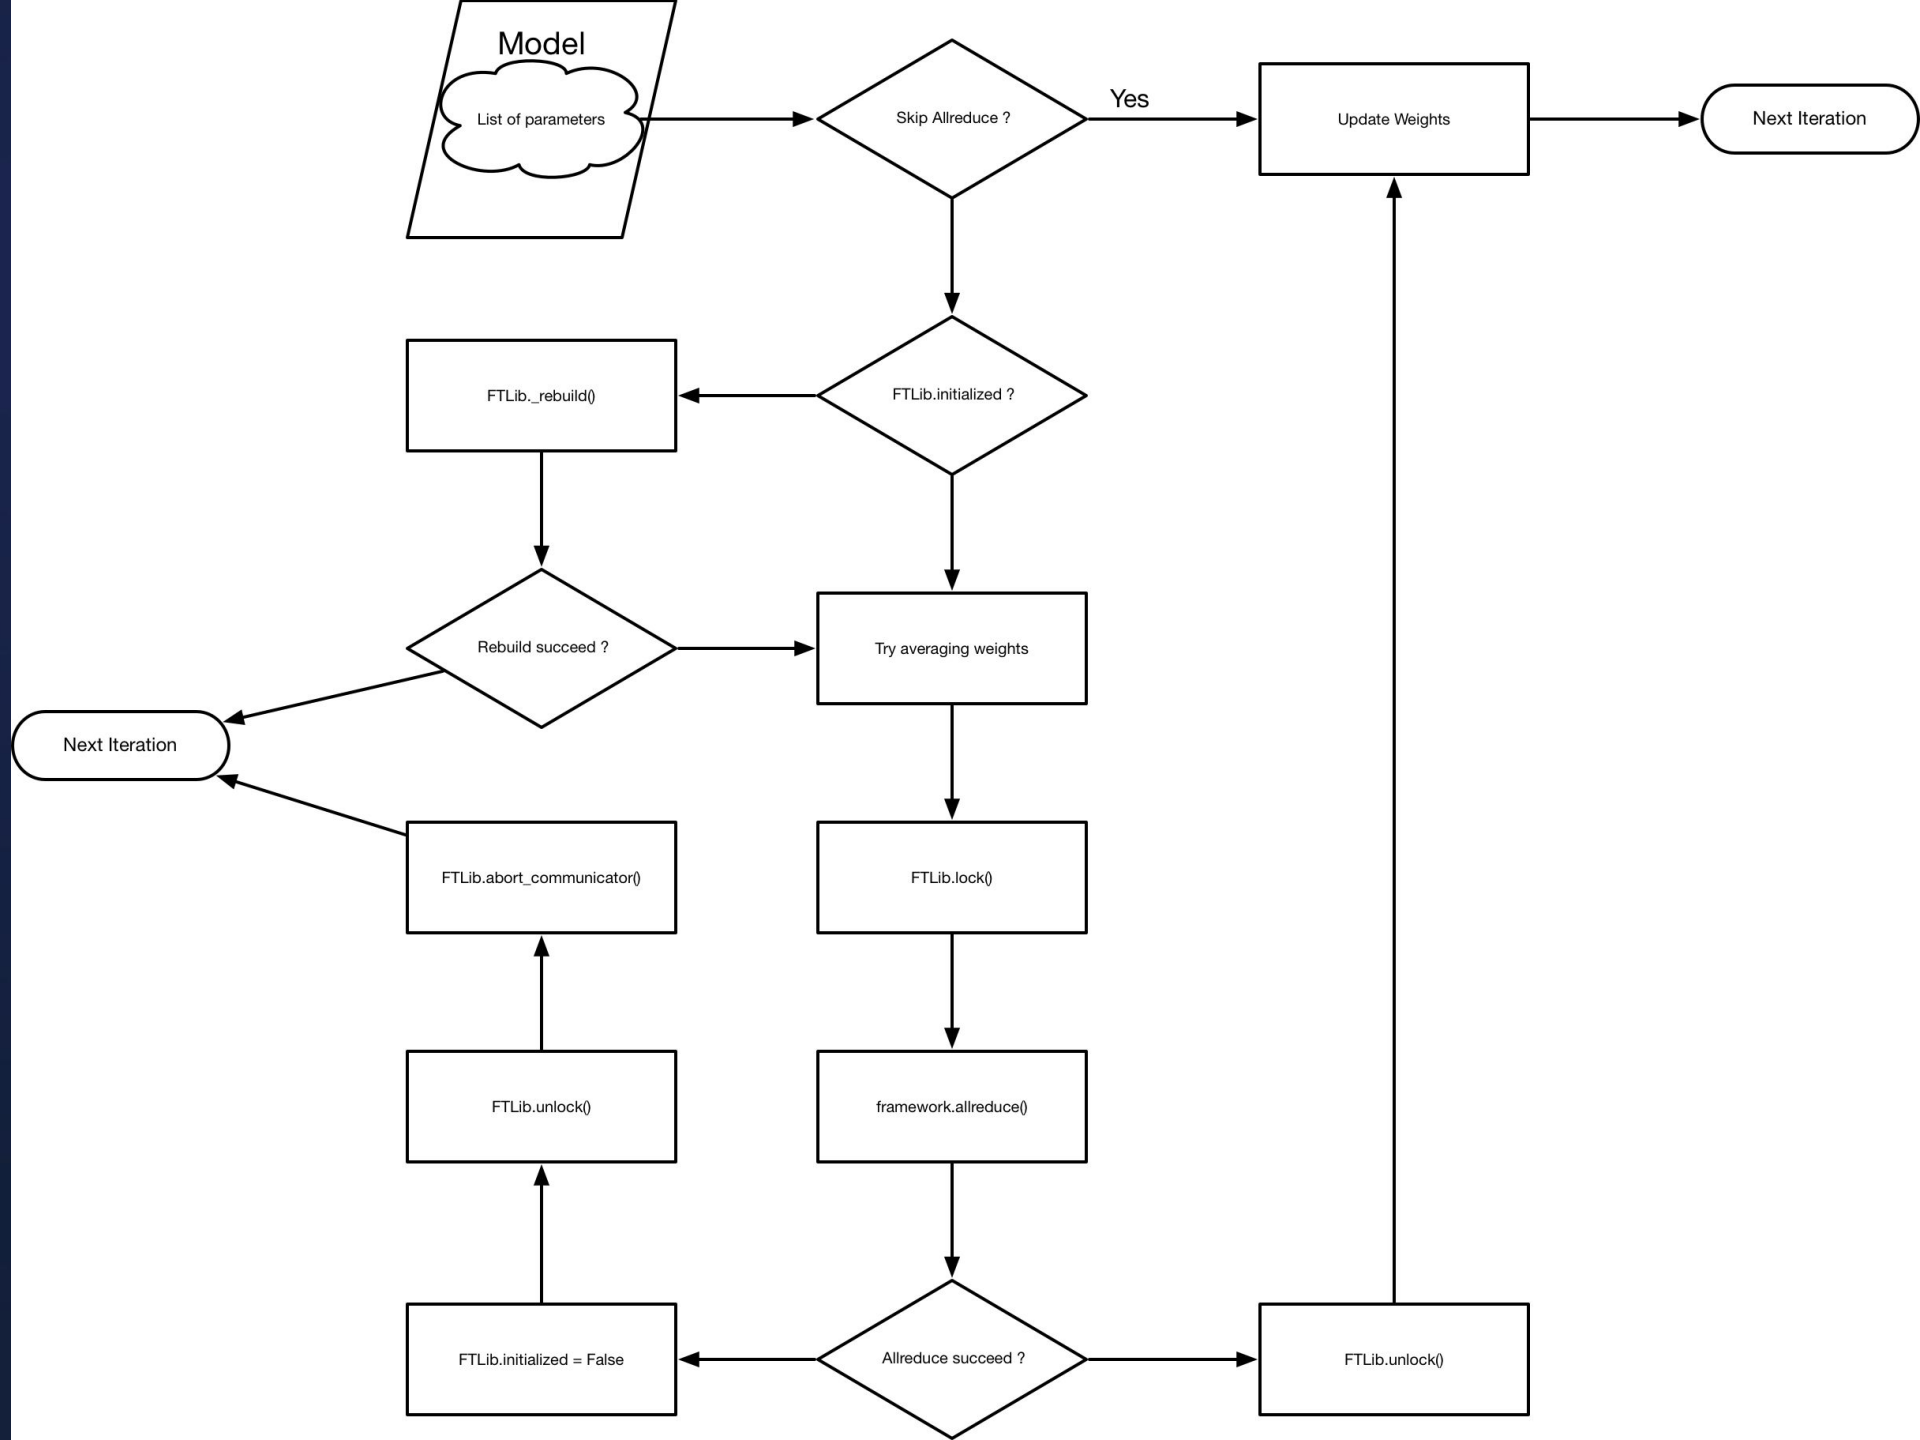 Model
List of parameters
Skip Allreduce ?
Yes
Update Weights
Next Iteration
FTLib._rebuild()
FTLib.initialized ?
Rebuild succeed ?
Try averaging weights
Next Iteration
FTLib.abort_communicator()
FTLib.lock()
FTLib.unlock()
framework.allreduce()
FTLib.initialized = False
Allreduce succeed ?
FTLib.unlock()